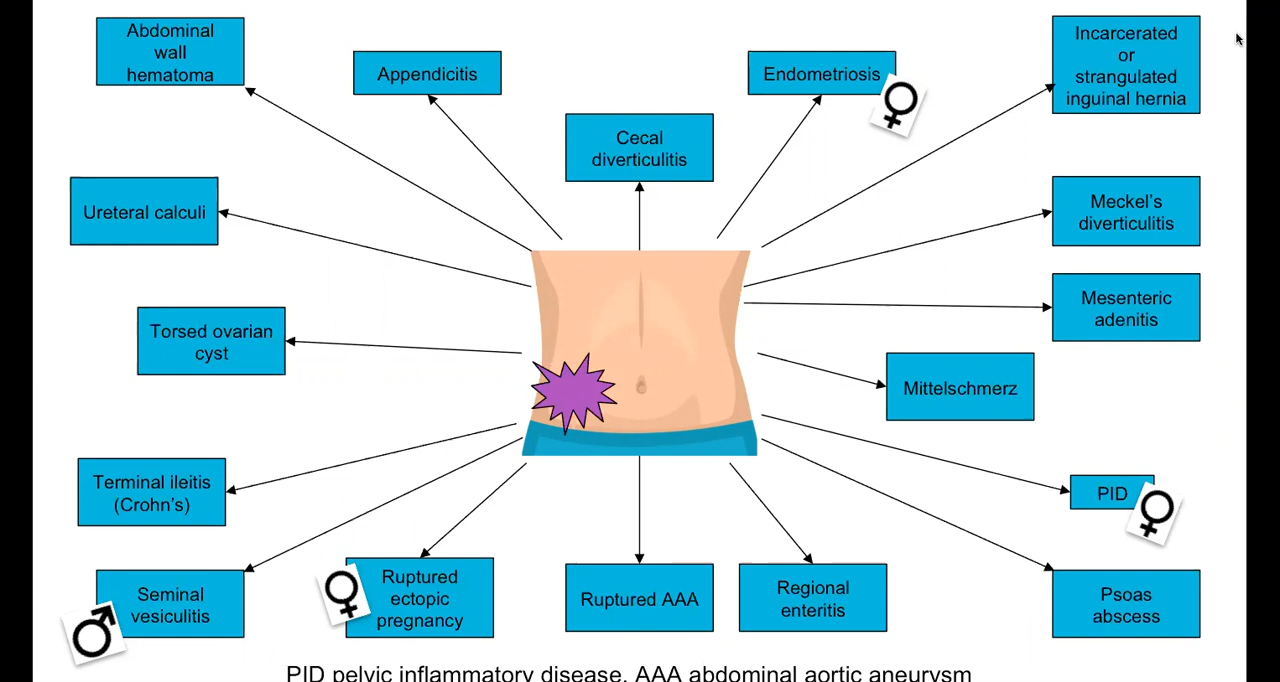 Abdominal
wall
hematoma
Appendicitis
Endometriosis
Incarcerated
or
strangulated
inguinal hernia
Cecal
diverticulitis
Ureteral calculi
Meckel's
diverticulitis
Mesenteric
adenitis
Torsed ovarian
cyst
Mittelschmerz
Terminal ileitis
(Crohn's)
PID
Seminal
vesiculitis
Ruptured
ectopic
pregnancy
Ruptured AAA
Regional
enteritis
Psoas
abscess
PID pelvic inflammatory disease, AAA abdominal aortic aneurysm